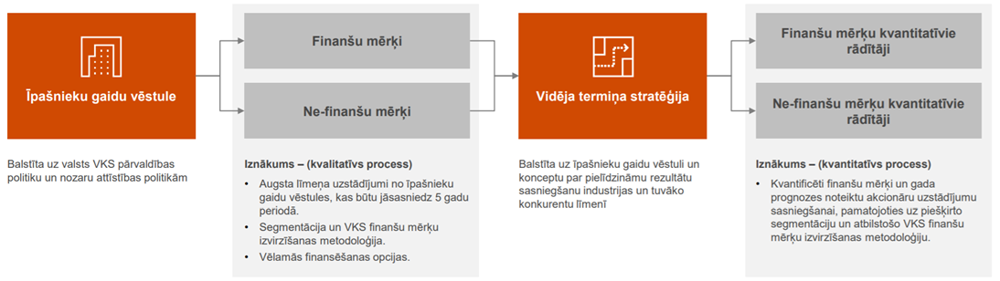 Īpašnieku gaidu vēstule
Balstīta uz valsts VKS pārvaldības
politiku un nozaru attīstības politikām
Finanšu mērķi
Ne-finanšu mērķi
Iznākums – (kvalitatīvs process)
• Augsta līmeņa uzstādījumi no īpašnieku
gaidu vēstules, kas būtu jāsasniedz 5 gadu
periodā.
• Segmentācija un VKS finanšu mērķu
izvirzīšanas metodoloģija.
• Vēlamās finansēšanas opcijas.
Vidēja termiņa stratēģija
Balstīta uz īpašnieku gaidu vēstuli un
konceptu par pielīdzināmu rezultātu
sasniegšanu industrijas un tuvāko
konkurentu līmenī
Finanšu mērķu kvantitatīvie
rādītāji
Ne-finanšu mērķu kvantitatīvie
rādītāji
Iznākums – (kvantitatīvs process)
• Kvantificēti finanšu mērķi un gada
prognozes noteiktu akcionāru uzstādījumu
sasniegšanai, pamatojoties uz piešķirto
segmentāciju un atbilstošo VKS finanšu
mērķu izvirzīšanas metodoloģiju.